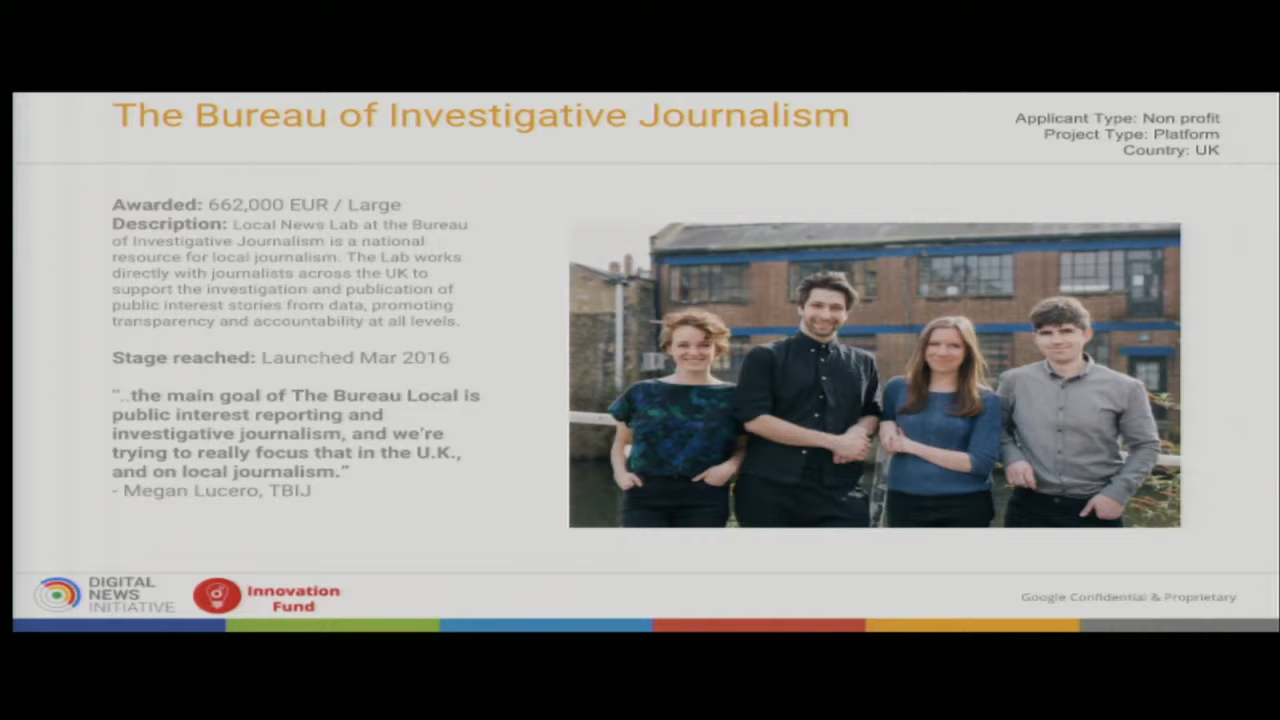 The Bureau of Investigative Journalism
Applicant Type: Non profit
Project Type: Platform
Country: UK
Awarded: 662,000 EUR / Large
Description: Local News Lab at the Bureau
of Investigative Journalism is a national
resource for local journalism. The Lab works
directly with journalists across the UK to
support the investigation and publication of
public interest stories from data, promoting
transparency and accountability at all levels.
Stage reached: Launched Mar 2016
"..the main goal of The Bureau Local is
public interest reporting and
investigative journalism, and we're
trying to really focus that in the U.K.,
and on local journalism."
- Megan Lucero, TBIJ
DIGITAL
NEWS
INITIATIVE
Innovation
Fund
Google Confidential & Proprietary